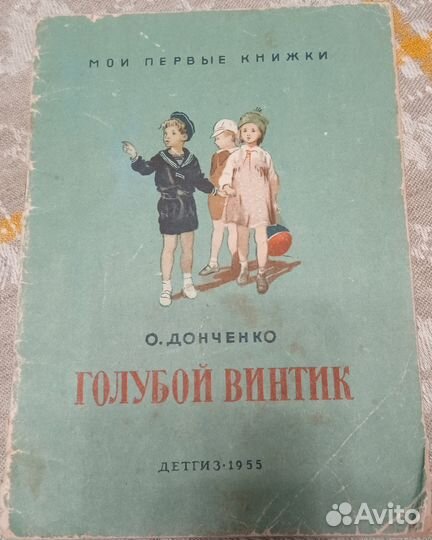 МОИ ПЕРВЫЕ КНИЖКИ
О. ДОНЧЕНКО
ГОЛУБОЙ ВИНТИК
ДЕТГИЗ • 1955
Avito